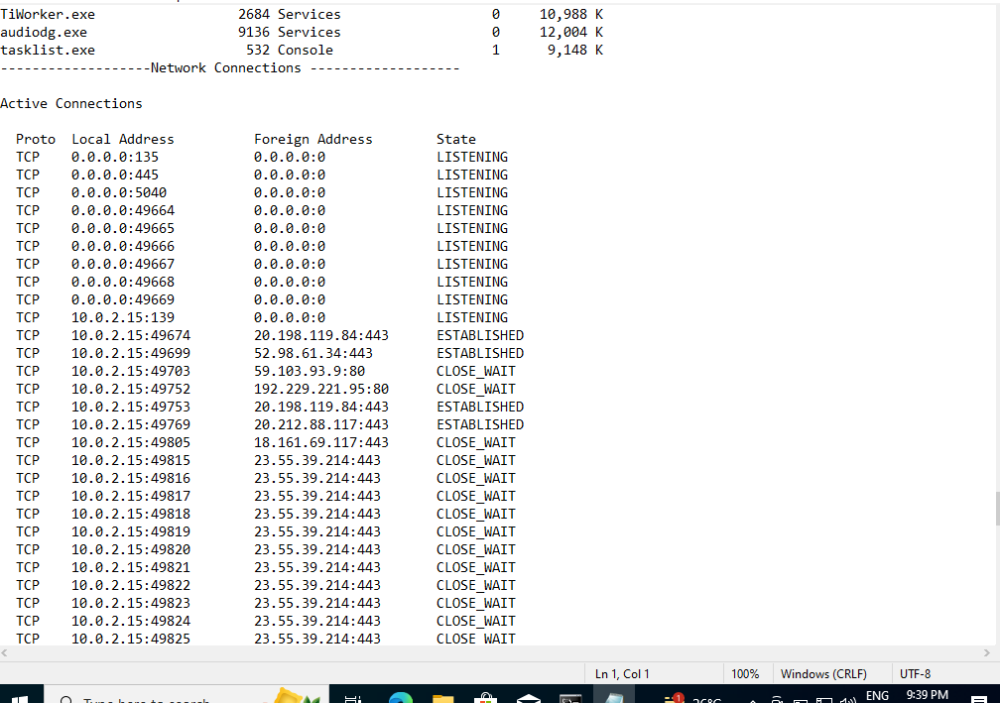 TiWorker.exe 2684 Services 0 10,988 K
audiodg.exe 9136 Services 0 12,004 K
tasklist.exe 532 Console 1 9,148 K
-------------------Network Connections -------------------
Active Connections
Proto Local Address Foreign Address State
TCP 0.0.0.0:135 0.0.0.0:0 LISTENING
TCP 0.0.0.0:445 0.0.0.0:0 LISTENING
TCP 0.0.0.0:5040 0.0.0.0:0 LISTENING
TCP 0.0.0.0:49664 0.0.0.0:0 LISTENING
TCP 0.0.0.0:49665 0.0.0.0:0 LISTENING
TCP 0.0.0.0:49666 0.0.0.0:0 LISTENING
TCP 0.0.0.0:49667 0.0.0.0:0 LISTENING
TCP 0.0.0.0:49668 0.0.0.0:0 LISTENING
TCP 0.0.0.0:49669 0.0.0.0:0 LISTENING
TCP 10.0.2.15:139 0.0.0.0:0 LISTENING
TCP 10.0.2.15:49674 20.198.119.84:443 ESTABLISHED
TCP 10.0.2.15:49699 52.98.61.34:443 ESTABLISHED
TCP 10.0.2.15:49703 59.103.93.9:80 CLOSE_WAIT
TCP 10.0.2.15:49752 192.229.221.95:80 CLOSE_WAIT
TCP 10.0.2.15:49753 20.198.119.84:443 ESTABLISHED
TCP 10.0.2.15:49769 20.212.88.117:443 ESTABLISHED
TCP 10.0.2.15:49805 18.161.69.117:443 CLOSE_WAIT
TCP 10.0.2.15:49815 23.55.39.214:443 CLOSE_WAIT
TCP 10.0.2.15:49816 23.55.39.214:443 CLOSE_WAIT
TCP 10.0.2.15:49817 23.55.39.214:443 CLOSE_WAIT
TCP 10.0.2.15:49818 23.55.39.214:443 CLOSE_WAIT
TCP 10.0.2.15:49819 23.55.39.214:443 CLOSE_WAIT
TCP 10.0.2.15:49820 23.55.39.214:443 CLOSE_WAIT
TCP 10.0.2.15:49821 23.55.39.214:443 CLOSE_WAIT
TCP 10.0.2.15:49822 23.55.39.214:443 CLOSE_WAIT
TCP 10.0.2.15:49823 23.55.39.214:443 CLOSE_WAIT
TCP 10.0.2.15:49824 23.55.39.214:443 CLOSE_WAIT
TCP 10.0.2.15:49825 23.55.39.214:443 CLOSE_WAIT
Ln 1, Col 1 100% Windows (CRLF) UTF-8
Type here to search 1 26°C ENG 9:39 PM